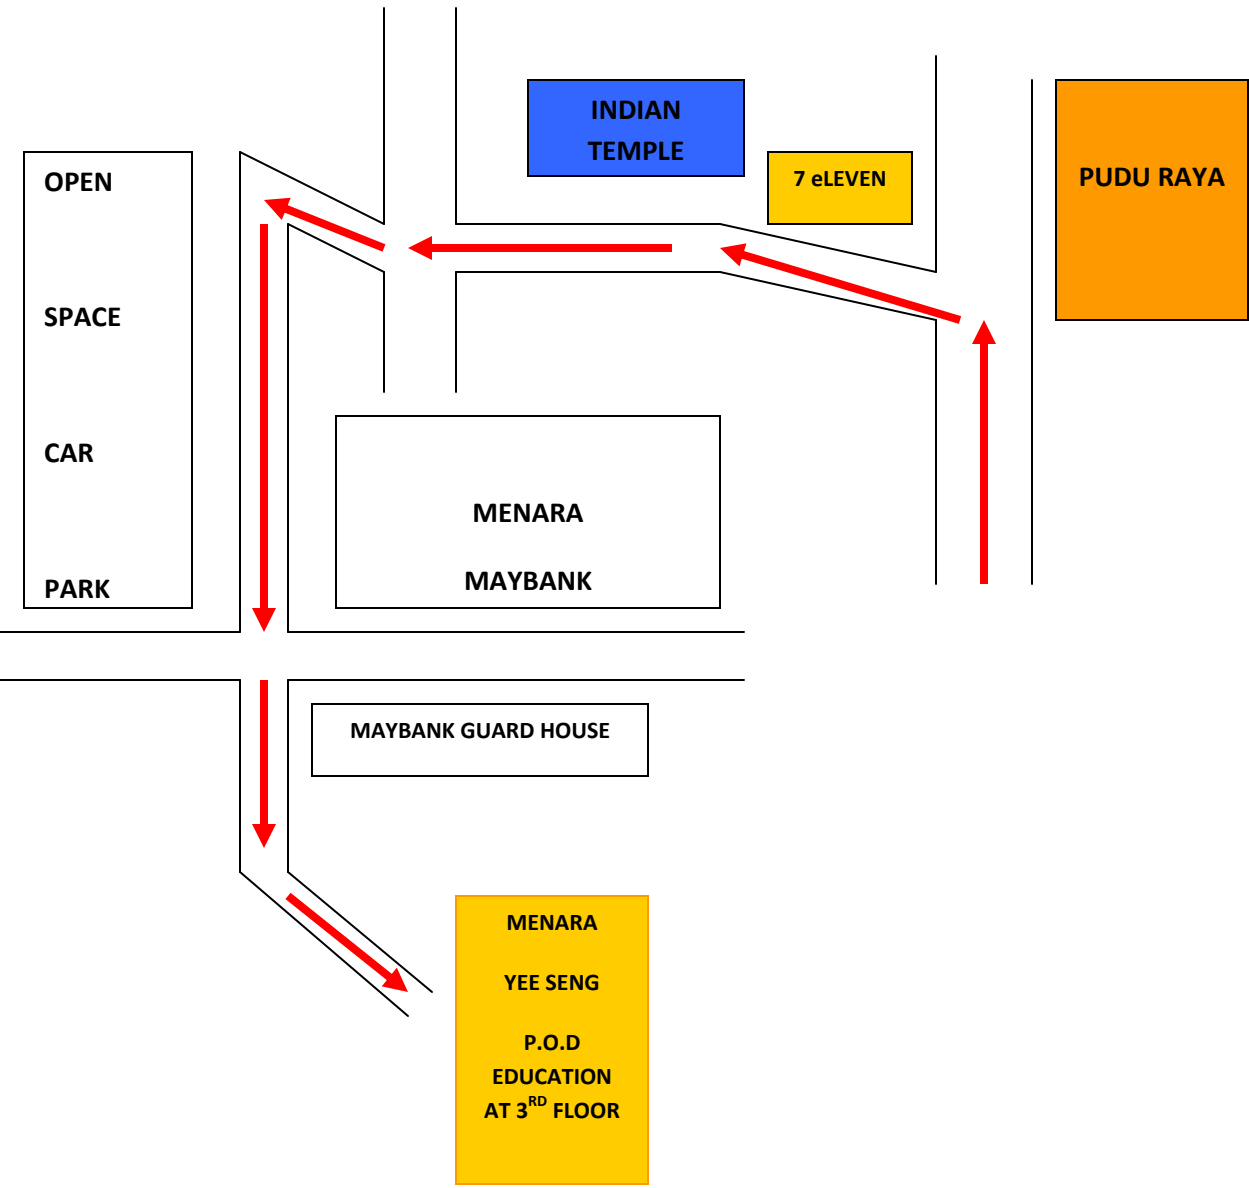 INDIAN
TEMPLE
7 eLEVEN
PUDU RAYA
OPEN
SPACE
CAR
PARK
MENARA
MAYBANK
MAYBANK GUARD HOUSE
MENARA
YEE SENG
P.O.D
EDUCATION
AT 3RD FLOOR